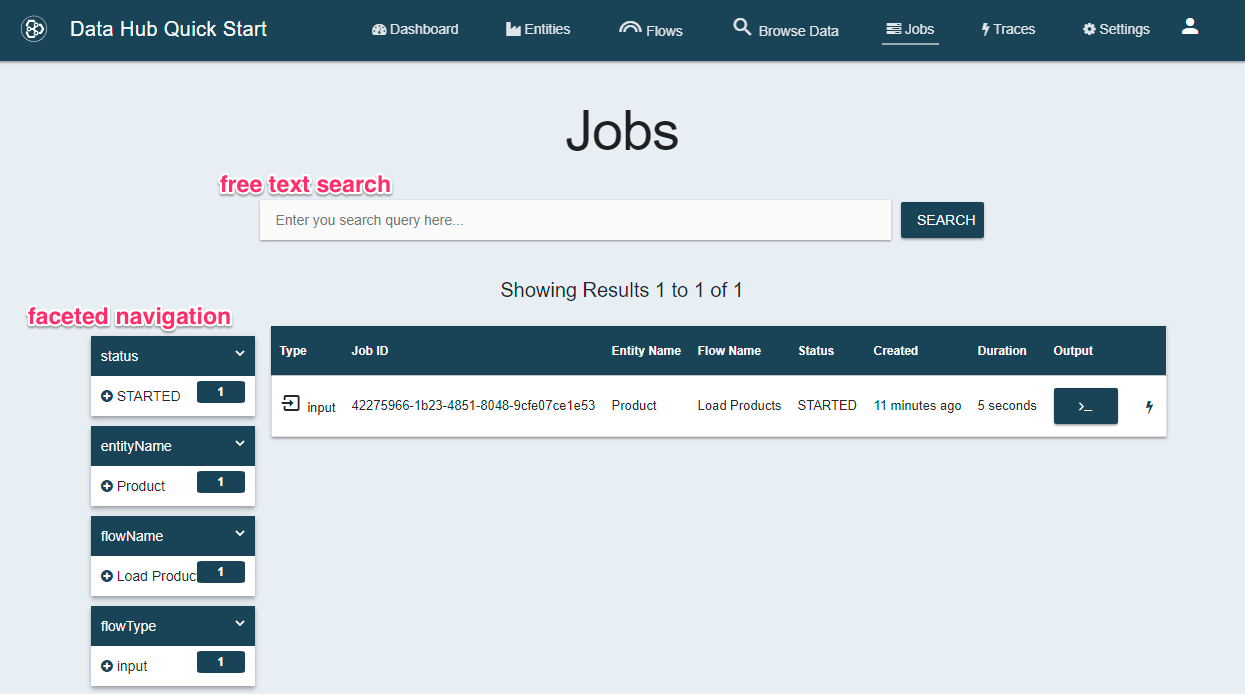 Data Hub Quick Start Dashboard Entities Flows Browse Data Jobs Traces Settings
Jobs
free text search
Enter you search query here... SEARCH
Showing Results 1 to 1 of 1
faceted navigation
status
STARTED 1
entityName
Product 1
flowName
Load Produc 1
flowType
input 1
Type Job ID Entity Name Flow Name Status Created Duration Output
input 42275966-1b23-4851-8048-9cfe07ce1e53 Product Load Products STARTED 11 minutes ago 5 seconds >_